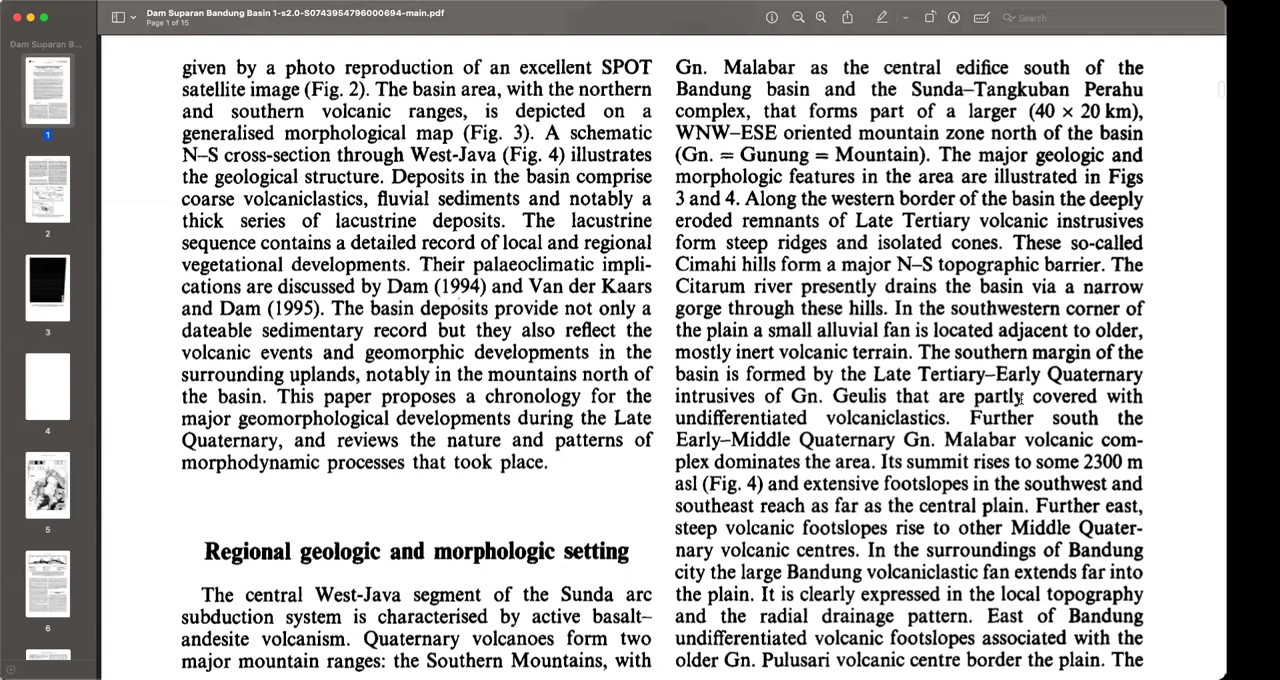 Dam Suparan Bandung Basin 1-s2.0-S0743954796000694-main.pdf
Page 1 of 15
Search
Dam Suparan B...
1
2
3
4
5
6
given by a photo reproduction of an excellent SPOT
satellite image (Fig. 2). The basin area, with the northern
and southern volcanic ranges, is depicted on a
generalised morphological map (Fig. 3). A schematic
N–S cross-section through West-Java (Fig. 4) illustrates
the geological structure. Deposits in the basin comprise
coarse volcaniclastics, fluvial sediments and notably a
thick series of lacustrine deposits. The lacustrine
sequence contains a detailed record of local and regional
vegetational developments. Their palaeoclimatic impli-
cations are discussed by Dam (1994) and Van der Kaars
and Dam (1995). The basin deposits provide not only a
dateable sedimentary record but they also reflect the
volcanic events and geomorphic developments in the
surrounding uplands, notably in the mountains north of
the basin. This paper proposes a chronology for the
major geomorphological developments during the Late
Quaternary, and reviews the nature and patterns of
morphodynamic processes that took place.
Regional geologic and morphologic setting
The central West-Java segment of the Sunda arc
subduction system is characterised by active basalt–
andesite volcanism. Quaternary volcanoes form two
major mountain ranges: the Southern Mountains, with
Gn. Malabar as the central edifice south of the
Bandung basin and the Sunda–Tangkuban Perahu
complex, that forms part of a larger (40 × 20 km),
WNW–ESE oriented mountain zone north of the basin
(Gn. = Gunung = Mountain). The major geologic and
morphologic features in the area are illustrated in Figs
3 and 4. Along the western border of the basin the deeply
eroded remnants of Late Tertiary volcanic instrusives
form steep ridges and isolated cones. These so-called
Cimahi hills form a major N–S topographic barrier. The
Citarum river presently drains the basin via a narrow
gorge through these hills. In the southwestern corner of
the plain a small alluvial fan is located adjacent to older,
mostly inert volcanic terrain. The southern margin of the
basin is formed by the Late Tertiary–Early Quaternary
intrusives of Gn. Geulis that are partly covered with
undifferentiated volcaniclastics. Further south the
Early–Middle Quaternary Gn. Malabar volcanic com-
plex dominates the area. Its summit rises to some 2300 m
asl (Fig. 4) and extensive footslopes in the southwest and
southeast reach as far as the central plain. Further east,
steep volcanic footslopes rise to other Middle Quater-
nary volcanic centres. In the surroundings of Bandung
city the large Bandung volcaniclastic fan extends far into
the plain. It is clearly expressed in the local topography
and the radial drainage pattern. East of Bandung
undifferentiated volcanic footslopes associated with the
older Gn. Pulusari volcanic centre border the plain. The